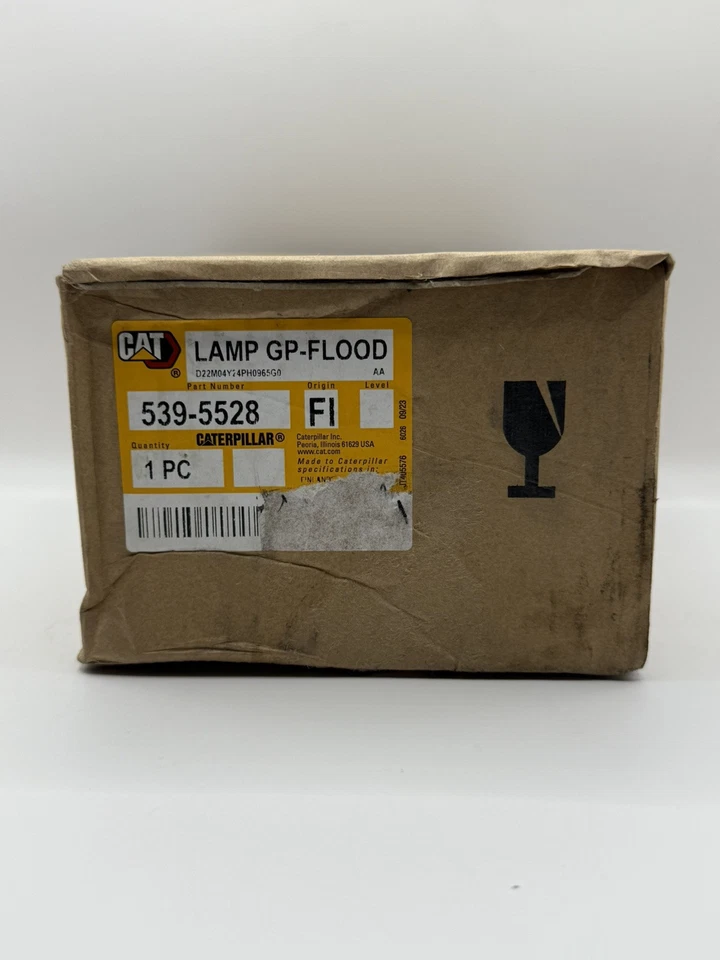 CAT
®
LAMP GP-FLOOD
D22M04Y24PH0965G0 AA
Part Number Origin Level
539-5528 FI
Quantity CATERPILLAR®
1 PC
Caterpillar Inc.
Peoria, Illinois 61629 USA
www.cat.com
Made to Caterpillar
specifications in:
6026 09/23